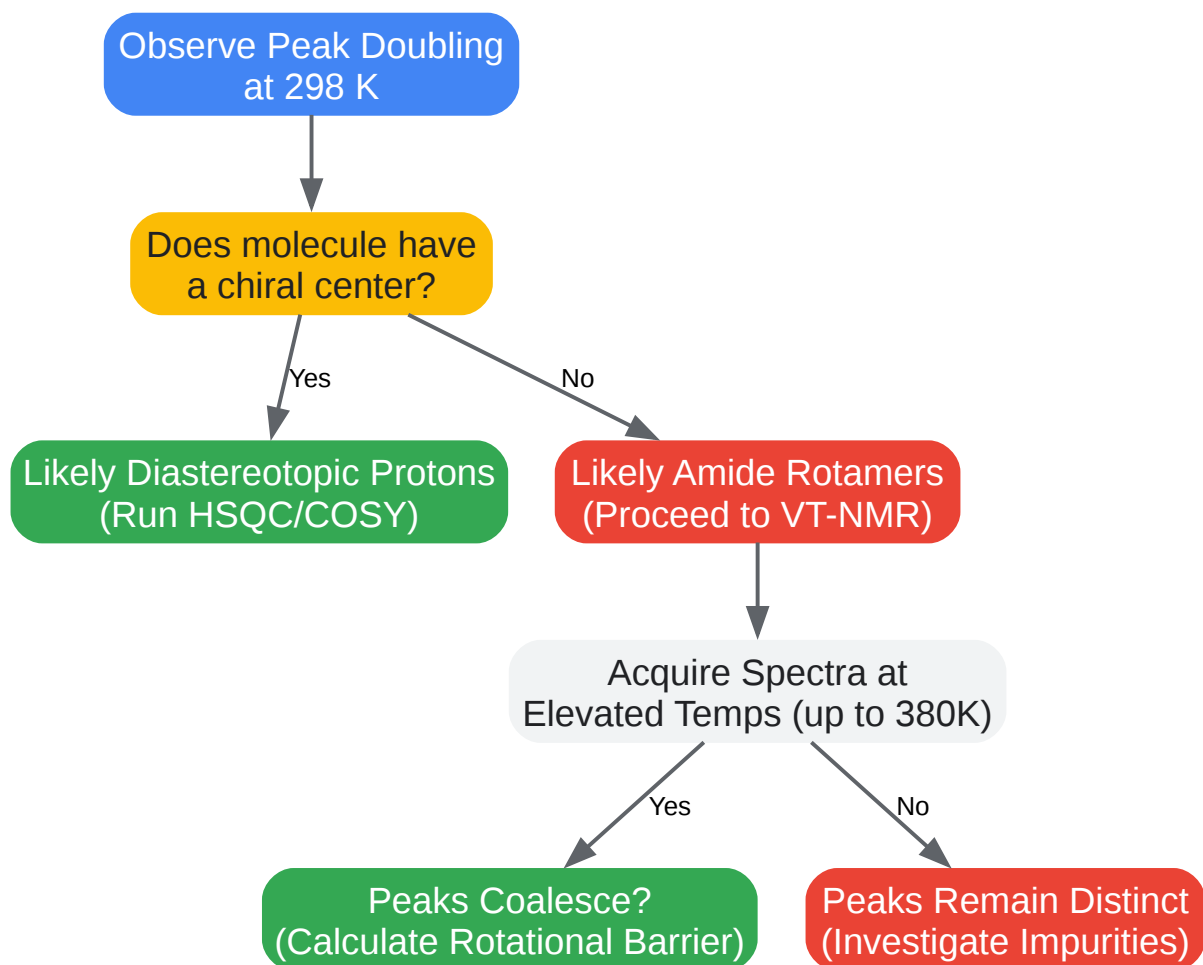 Observe Peak Doubling
at 298 K
Does molecule have
a chiral center?
Yes
No
Likely Diastereotopic Protons
(Run HSQC/COSY)
Likely Amide Rotamers
(Proceed to VT-NMR)
Acquire Spectra at
Elevated Temps (up to 380K)
Yes
No
Peaks Coalesce?
(Calculate Rotational Barrier)
Peaks Remain Distinct
(Investigate Impurities)